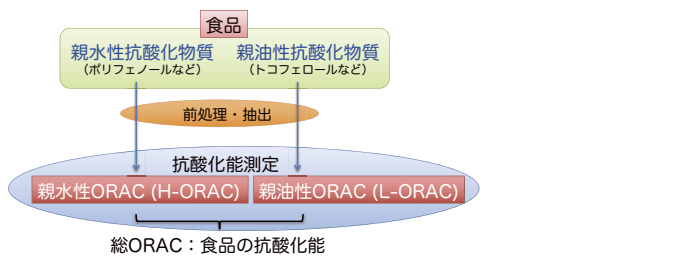 食品
親水性抗酸化物質 親油性抗酸化物質
（ポリフェノールなど） （トコフェロールなど）
前処理・抽出
抗酸化能測定
親水性ORAC (H-ORAC) 親油性ORAC (L-ORAC)
総ORAC：食品の抗酸化能